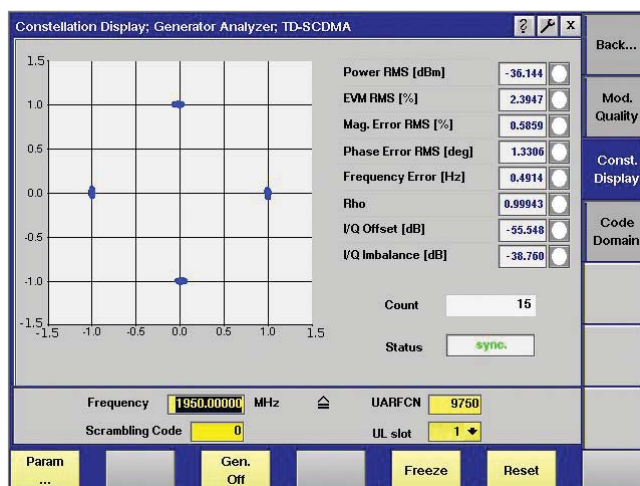 Constellation Display; Generator Analyzer; TD-SCDMA
? x
Back...
Mod.
Quality
Const.
Display
Code
Domain
1.5
1.0
0.5
0.0
-0.5
-1.0
-1.5
-1.5 -1.0 -0.5 0.0 0.5 1.0 1.5
Power RMS [dBm] -36.144
EVM RMS [%] 2.3947
Mag. Error RMS [%] 0.5859
Phase Error RMS [deg] 1.3306
Frequency Error [Hz] 0.4914
Rho 0.99943
I/Q Offset [dB] -55.548
I/Q Imbalance [dB] -38.760
Count 15
Status sync.
Frequency 1950.00000 MHz ≙ UARFCN 9750
Scrambling Code 0 UL slot 1
Param
...
Gen.
Off
Freeze
Reset